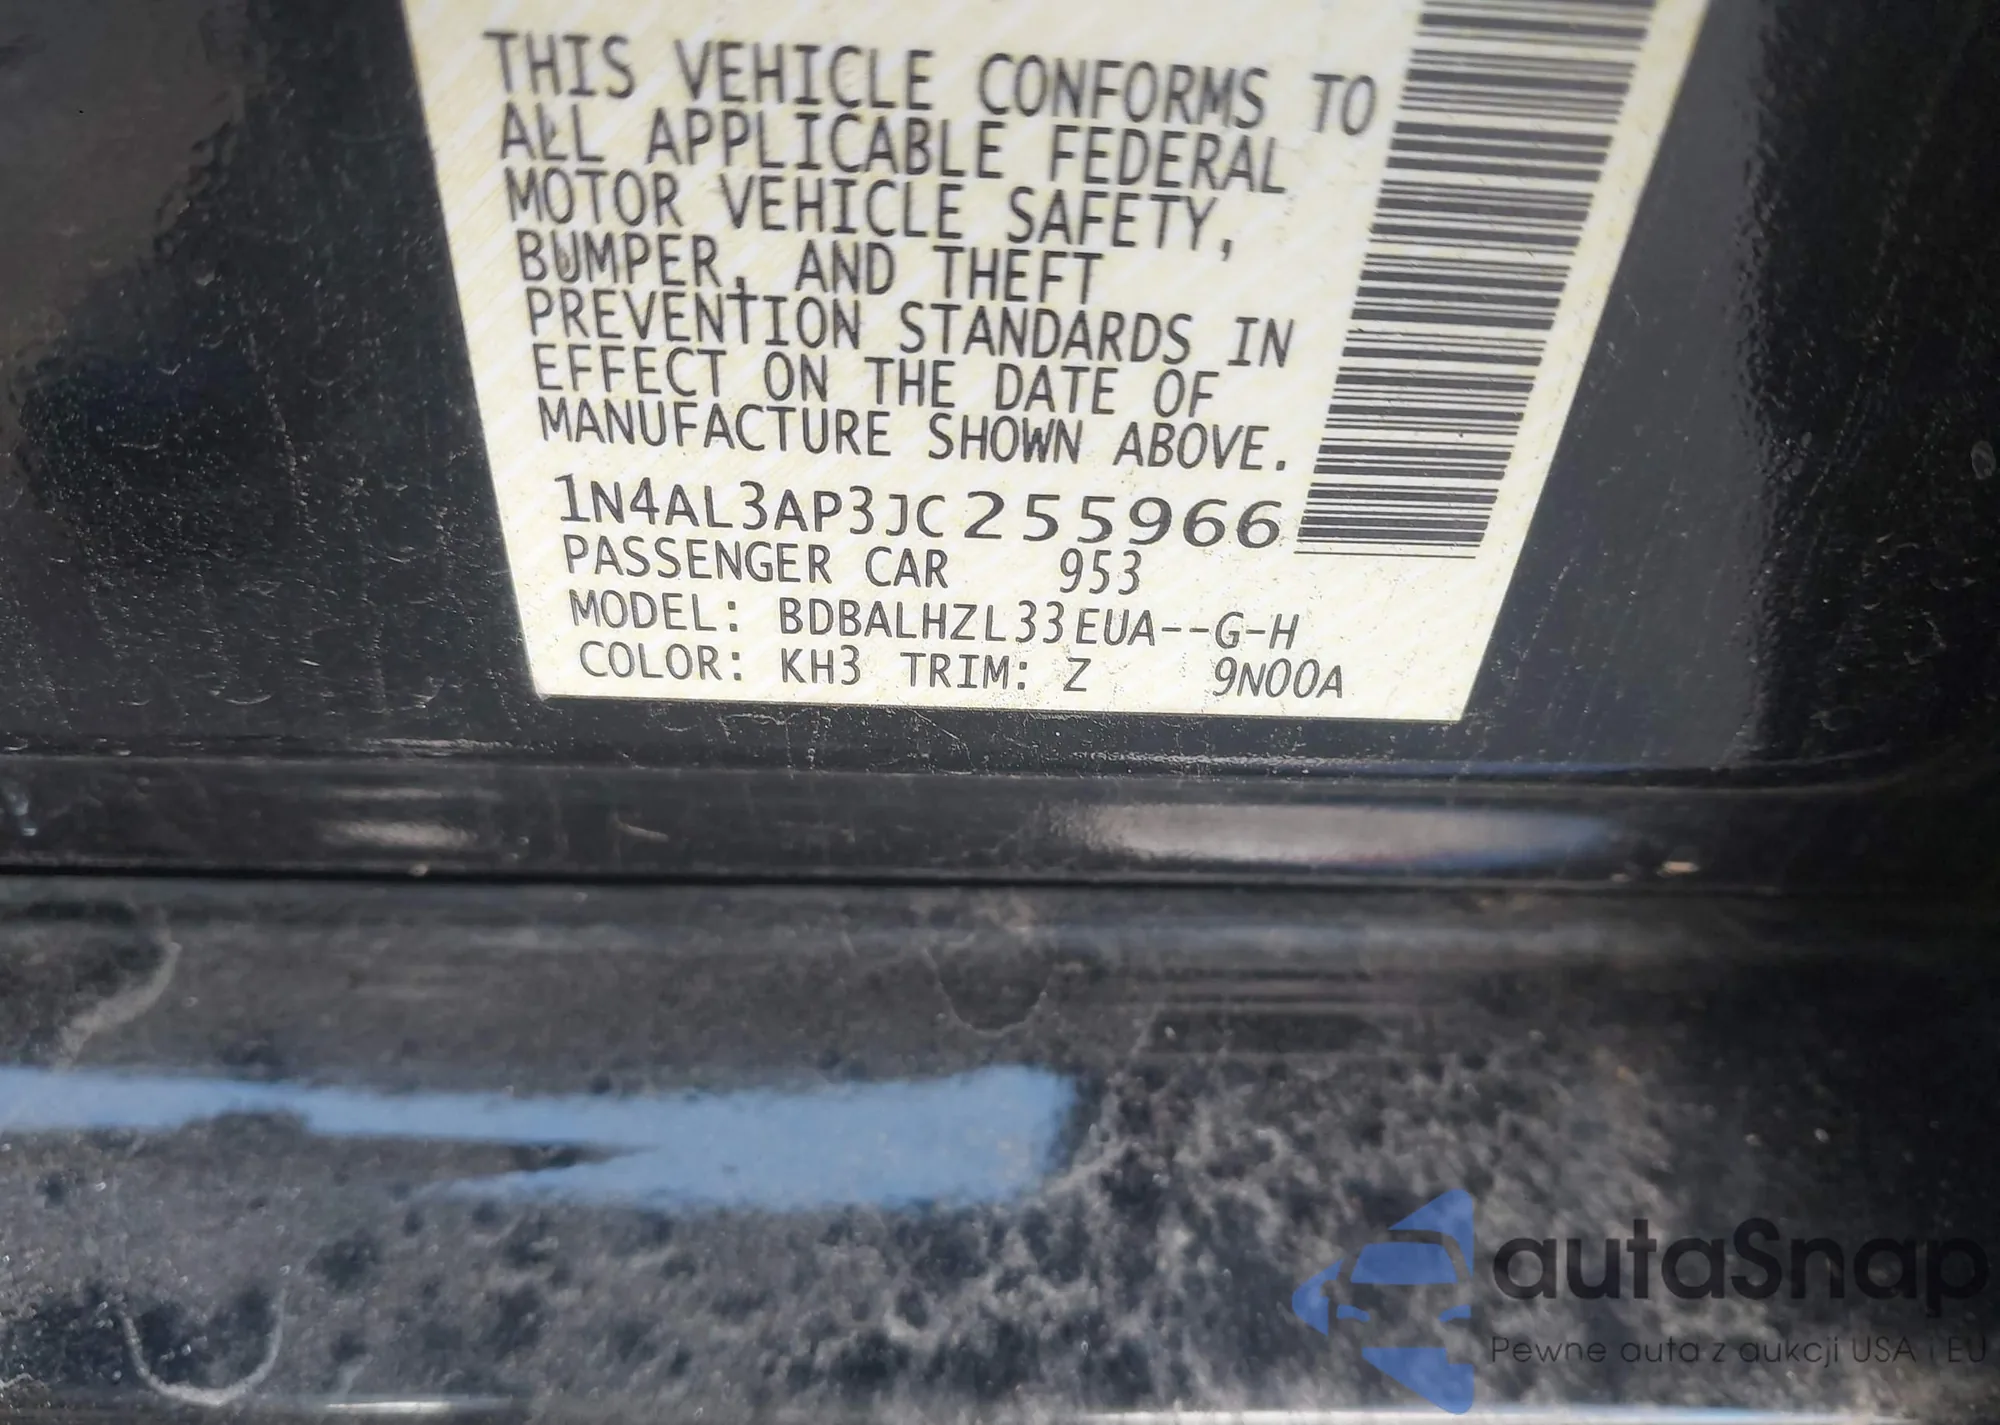 THIS VEHICLE CONFORMS TO
ALL APPLICABLE FEDERAL
MOTOR VEHICLE SAFETY,
BUMPER, AND THEFT
PREVENTION STANDARDS IN
EFFECT ON THE DATE OF
MANUFACTURE SHOWN ABOVE.
1N4AL3AP3JC255966
PASSENGER CAR 953
MODEL: BDBALHZL33EUA--G-H
COLOR: KH3 TRIM: Z 9N00A
autaSnap
Pewne auta z aukcji USA i EU